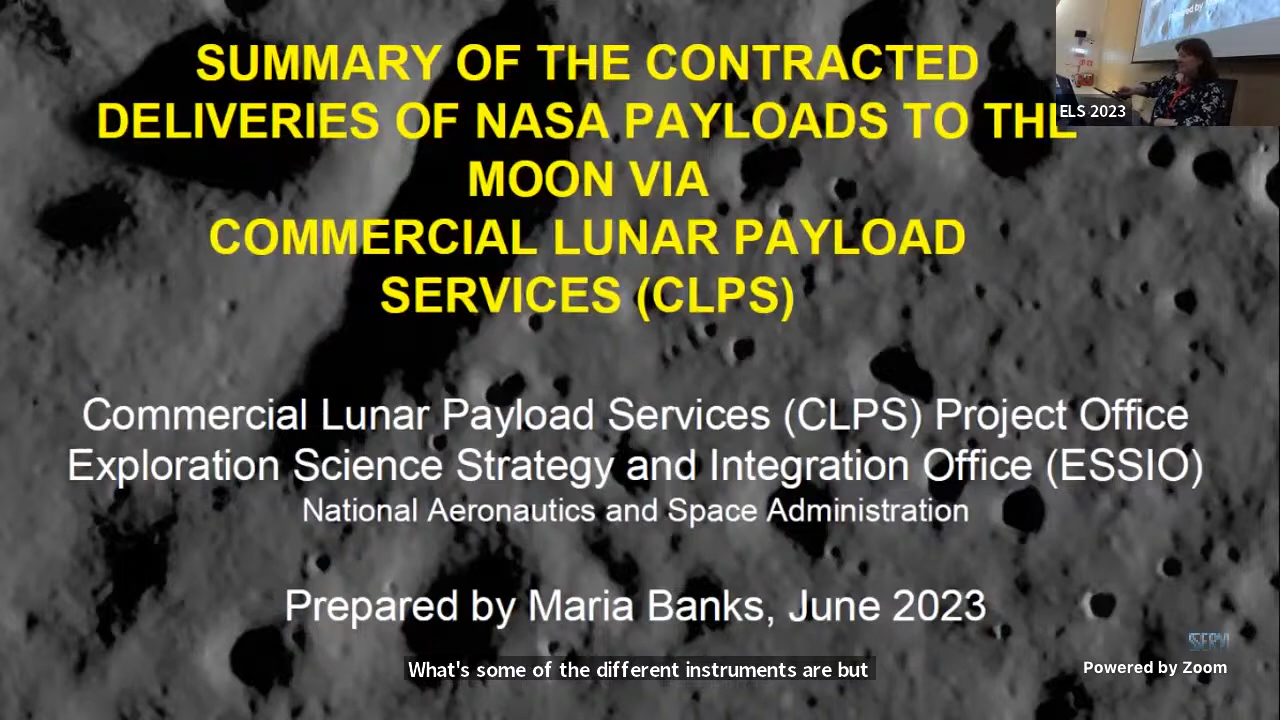 SUMMARY OF THE CONTRACTED
DELIVERIES OF NASA PAYLOADS TO THE
MOON VIA
COMMERCIAL LUNAR PAYLOAD
SERVICES (CLPS)
ELS 2023
Commercial Lunar Payload Services (CLPS) Project Office
Exploration Science Strategy and Integration Office (ESSIO)
National Aeronautics and Space Administration
Prepared by Maria Banks, June 2023
What's some of the different instruments are but
Powered by Zoom